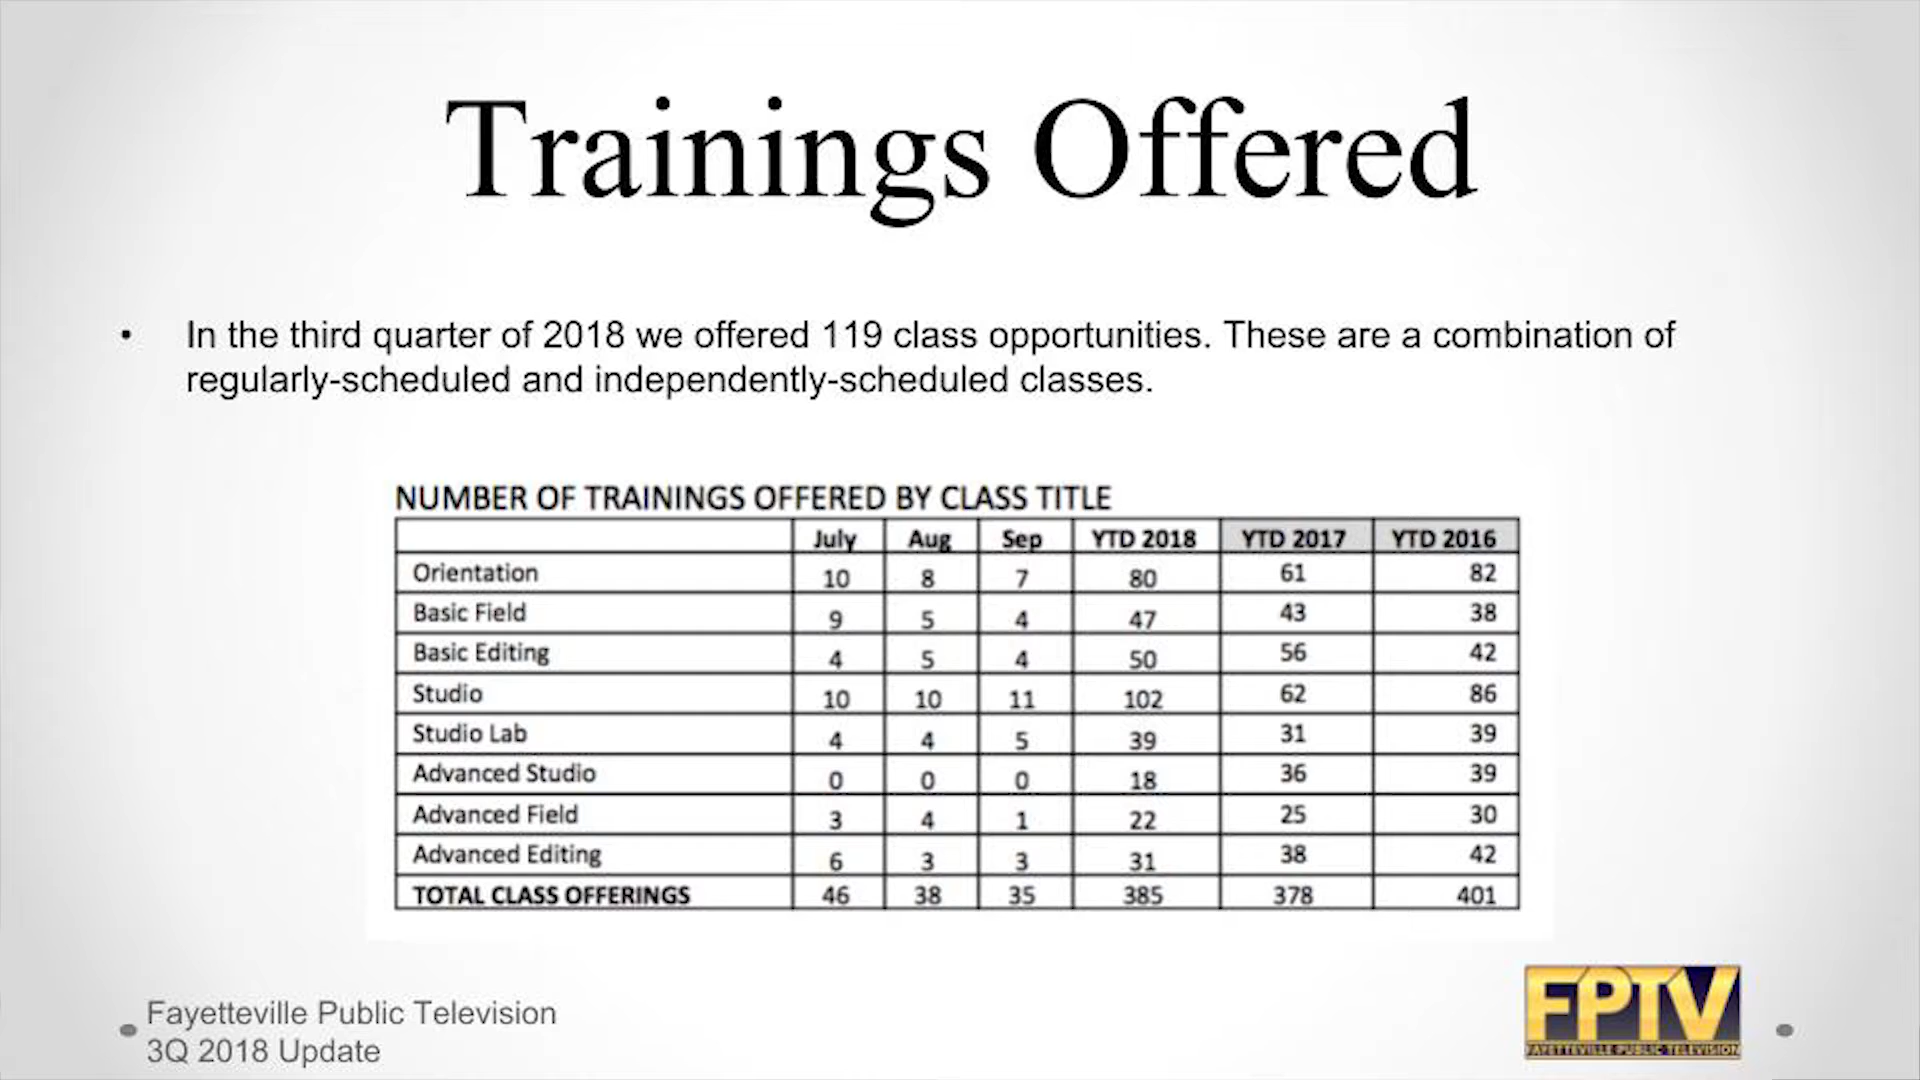 Trainings Offered
• In the third quarter of 2018 we offered 119 class opportunities. These are a combination of
regularly-scheduled and independently-scheduled classes.
NUMBER OF TRAININGS OFFERED BY CLASS TITLE
July Aug Sep YTD 2018 YTD 2017 YTD 2016
Orientation 10 8 7 80 61 82
Basic Field 9 5 4 47 43 38
Basic Editing 4 5 4 50 56 42
Studio 10 10 11 102 62 86
Studio Lab 4 4 5 39 31 39
Advanced Studio 0 0 0 18 36 39
Advanced Field 3 4 1 22 25 30
Advanced Editing 6 3 3 31 38 42
TOTAL CLASS OFFERINGS 46 38 35 385 378 401
Fayetteville Public Television
3Q 2018 Update
FPTV
FAYETTEVILLE PUBLIC TELEVISION